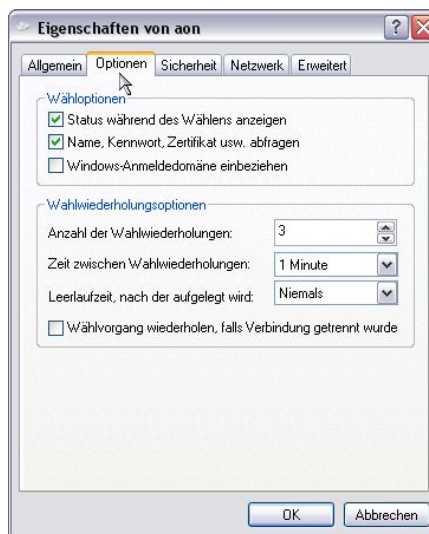 Eigenschaften von aon
Allgemein Optionen Sicherheit Netzwerk Erweitert
Wähloptionen
Status während des Wählens anzeigen
Name, Kennwort, Zertifikat usw. abfragen
Windows-Anmeldedomäne einbeziehen
Wahlwiederholungsoptionen
Anzahl der Wahlwiederholungen: 3
Zeit zwischen Wahlwiederholungen: 1 Minute
Leerlaufzeit, nach der aufgelegt wird: Niemals
Wählvorgang wiederholen, falls Verbindung getrennt wurde
OK Abbrechen